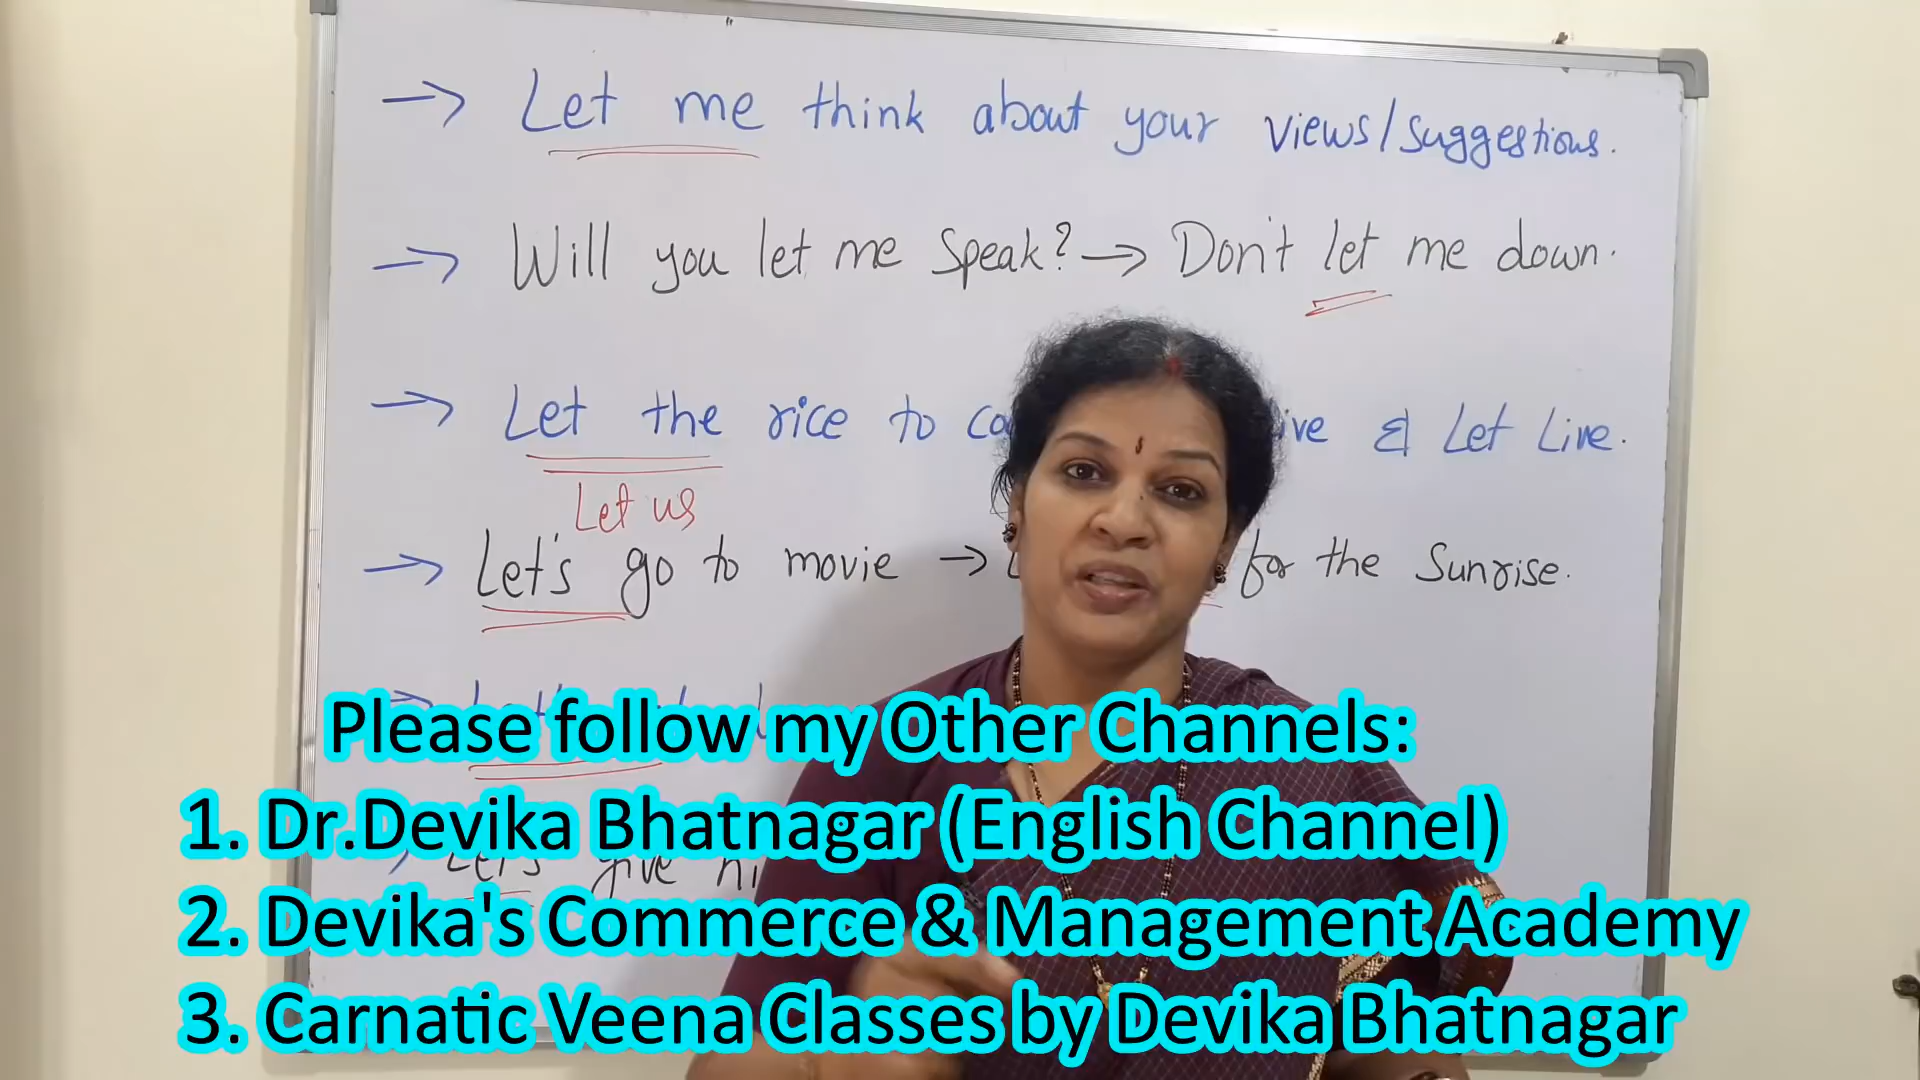 → Let me think about your views/suggestions.
→ Will you let me speak? → Don't let me down.
→ Let the rice to & Let Live.
Let us
→ Let's go to movie → for the Sunrise.
Please follow my Other Channels:
1. Dr.Devika Bhatnagar (English Channel)
Let's give
2. Devika's Commerce & Management Academy
3. Carnatic Veena Classes by Devika Bhatnagar